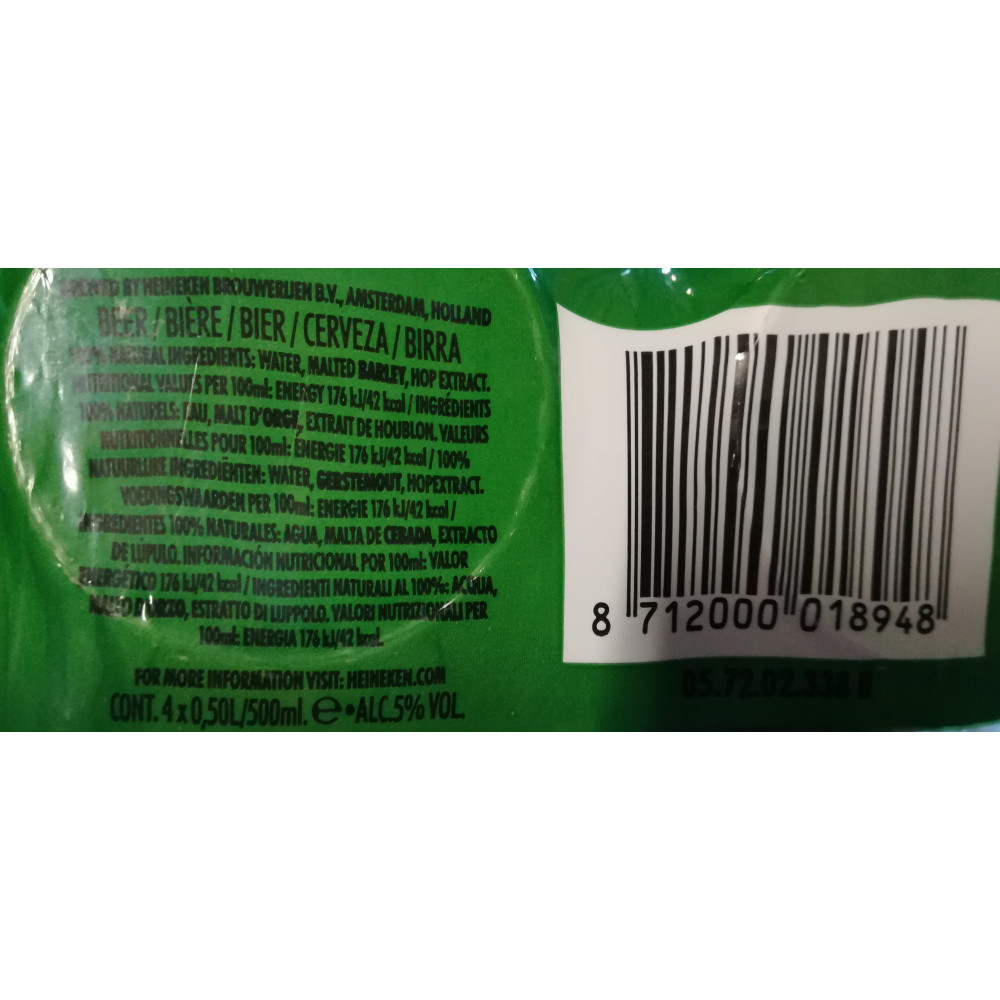 BREWED BY HEINEKEN BROUWERIJEN B.V., AMSTERDAM, HOLLAND
BEER / BIÈRE / BIER / CERVEZA / BIRRA
100% NATURAL INGREDIENTS: WATER, MALTED BARLEY, HOP EXTRACT.
NUTRITIONAL VALUES PER 100ml: ENERGY 176 kJ/42 kcal / INGRÉDIENTS
100% NATURELS: EAU, MALT D'ORGE, EXTRAIT DE HOUBLON. VALEURS
NUTRITIONNELLES POUR 100ml: ÉNERGIE 176 kJ/42 kcal / 100%
NATUURLIJKE INGREDIËNTEN: WATER, GERSTEMOUT, HOPEXTRACT.
VOEDINGSWAARDEN PER 100ml: ENERGIE 176 kJ/42 kcal /
INGREDIENTES 100% NATURALES: AGUA, MALTA DE CEBADA, EXTRACTO
DE LÚPULO. INFORMACIÓN NUTRICIONAL POR 100ml: VALOR
ENERGÉTICO 176 kJ/42 kcal / INGREDIENTI NATURALI AL 100%: ACQUA,
MALTO D'ORZO, ESTRATTO DI LUPPOLO. VALORI NUTRIZIONALI PER
100ml: ENERGIA 176 kJ/42 kcal.
FOR MORE INFORMATION VISIT: HEINEKEN.COM
CONT. 4 x 0,50L/500ml. e • ALC.5% VOL.
8 712000 018948
05.72.02.338 B